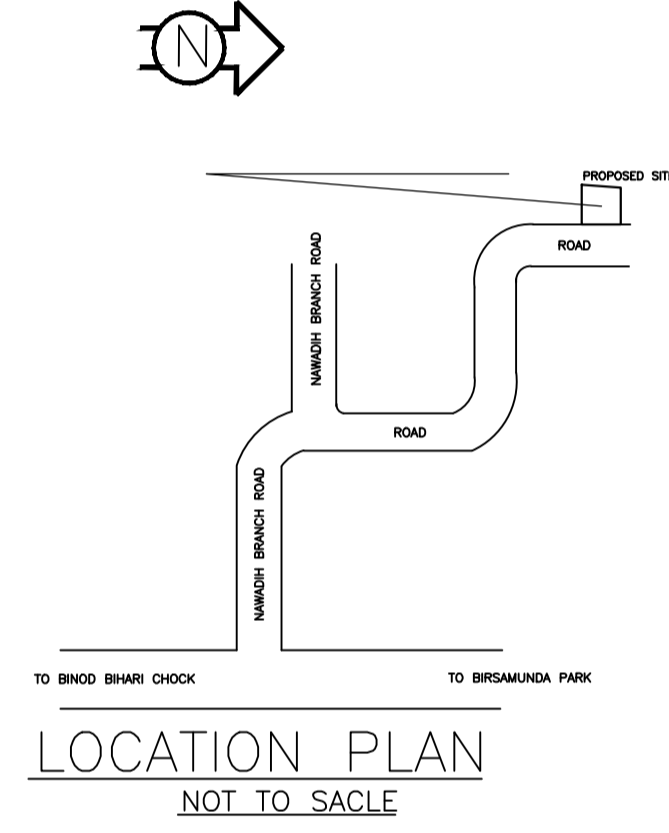 N
PROPOSED SIT
ROAD
NAWADIH BRANCH ROAD
ROAD
NAWADIH BRANCH ROAD
TO BINOD BIHARI CHOCK
TO BIRSAMUNDA PARK
LOCATION PLAN
NOT TO SACLE